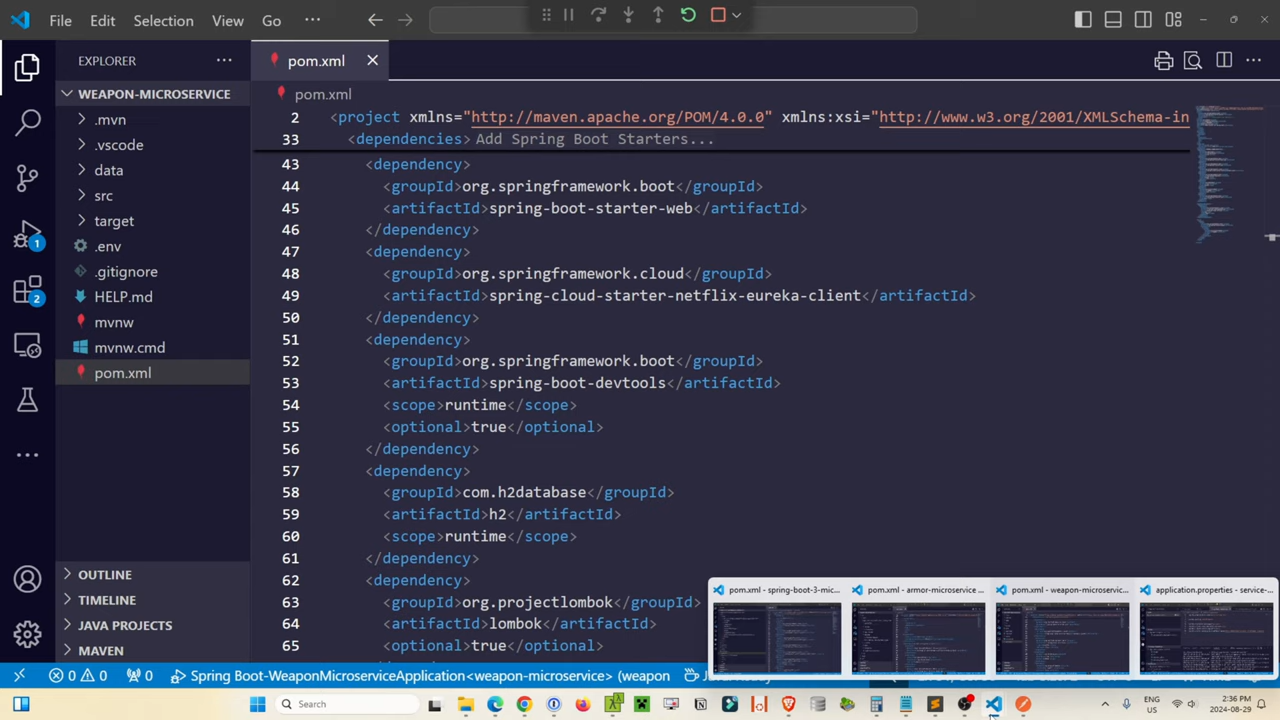 File Edit Selection View Go ...
EXPLORER
WEAPON-MICROSERVICE
.mvn
.vscode
data
src
target
.env
.gitignore
HELP.md
mvnw
mvnw.cmd
pom.xml
OUTLINE
TIMELINE
JAVA PROJECTS
MAVEN
1
2
pom.xml
pom.xml
2 <project xmlns="http://maven.apache.org/POM/4.0.0" xmlns:xsi="http://www.w3.org/2001/XMLSchema-in
33 <dependencies> Add Spring Boot Starters...
43 <dependency>
44 <groupId>org.springframework.boot</groupId>
45 <artifactId>spring-boot-starter-web</artifactId>
46 </dependency>
47 <dependency>
48 <groupId>org.springframework.cloud</groupId>
49 <artifactId>spring-cloud-starter-netflix-eureka-client</artifactId>
50 </dependency>
51 <dependency>
52 <groupId>org.springframework.boot</groupId>
53 <artifactId>spring-boot-devtools</artifactId>
54 <scope>runtime</scope>
55 <optional>true</optional>
56 </dependency>
57 <dependency>
58 <groupId>com.h2database</groupId>
59 <artifactId>h2</artifactId>
60 <scope>runtime</scope>
61 </dependency>
62 <dependency>
63 <groupId>org.projectlombok</groupId>
64 </artifactId>
65 <optional>true</optional>
pom.xml - spring-boot-3-mic...
pom.xml - armor-microservice ...
pom.xml - weapon-microservic...
application.properties - service-...
0 0 0 Spring Boot-WeaponMicroserviceApplication<weapon-microservice> (weapon
Search
ENG
US
2:36 PM
2024-08-29